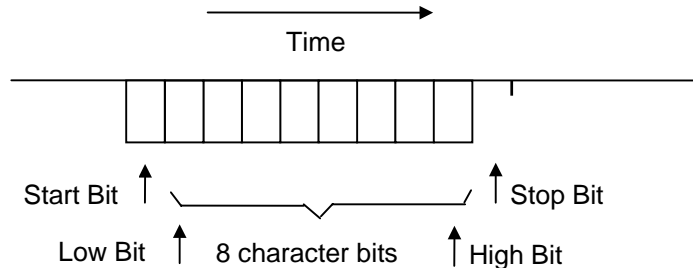 Time
Start Bit
Stop Bit
Low Bit
8 character bits
High Bit